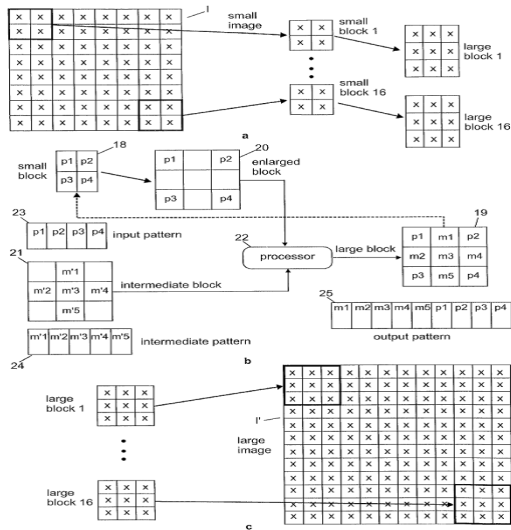 I
small
image
small
block 1
large
block 1
small
block 16
large
block 16
a
18
20
small
block
p1 p2
p3 p4
p1 p2
p3 p4
enlarged
block
23
p1 p2 p3 p4
input pattern
22
processor
large block
19
p1 m1 p2
m2 m3 m4
p3 m5 p4
21
m'1
m'2 m'3 m'4
m'5
intermediate block
25
m1 m2 m3 m4 m5 p1 p2 p3 p4
output pattern
m'1 m'2 m'3 m'4 m'5
intermediate pattern
24
b
large
block 1
I'
large
image
large
block 16
c